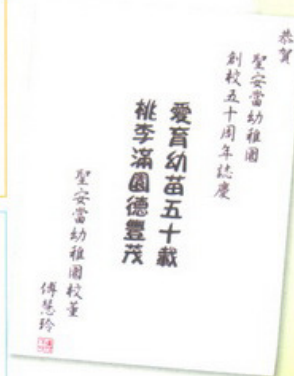 恭賀
聖安當幼稚園
創校五十周年誌慶
愛育幼苗五十載
桃李滿園德豐茂
聖安當幼稚園校董
傅慧玲